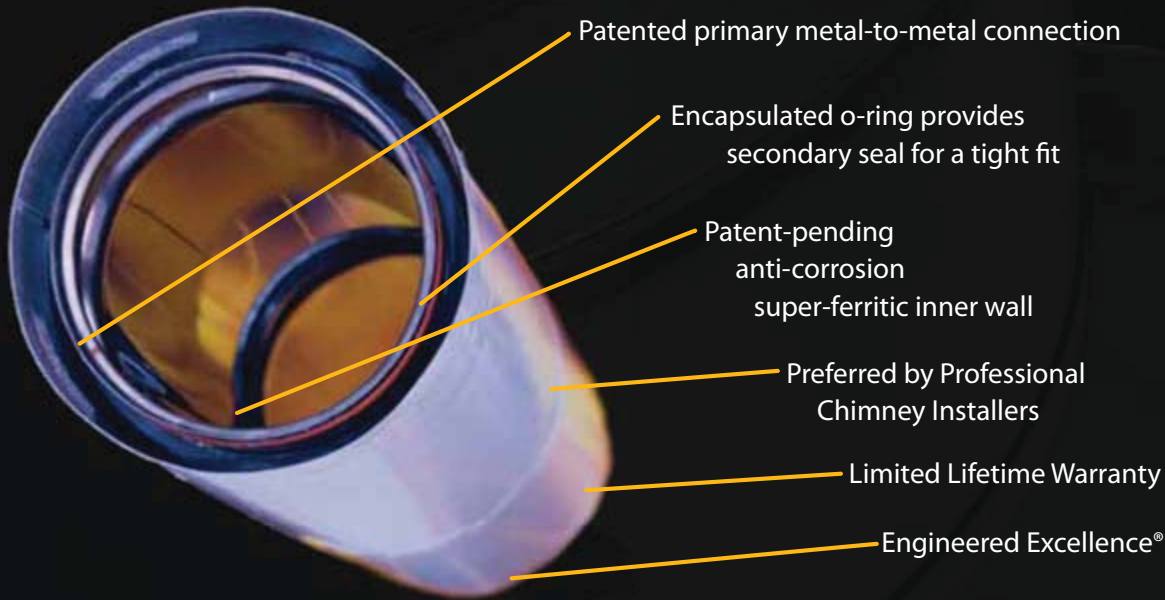 Patented primary metal-to-metal connection
Encapsulated o-ring provides
secondary seal for a tight fit
Patent-pending
anti-corrosion
super-ferritic inner wall
Preferred by Professional
Chimney Installers
Limited Lifetime Warranty
Engineered Excellence®